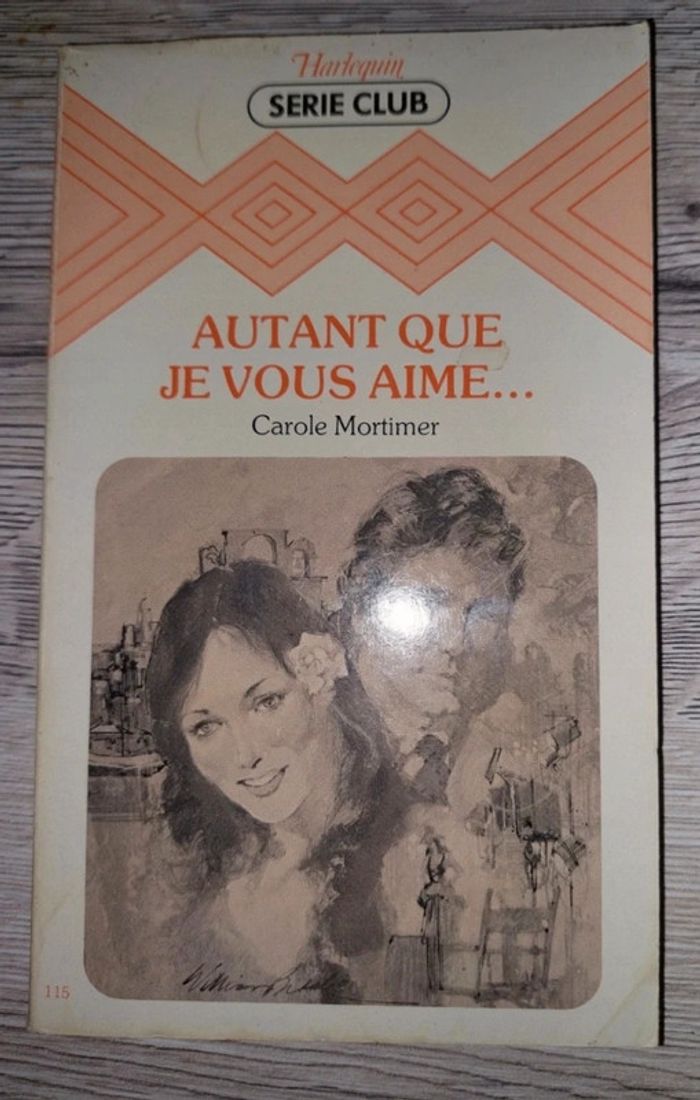 Harlequin
SERIE CLUB
AUTANT QUE
JE VOUS AIME...
Carole Mortimer
115